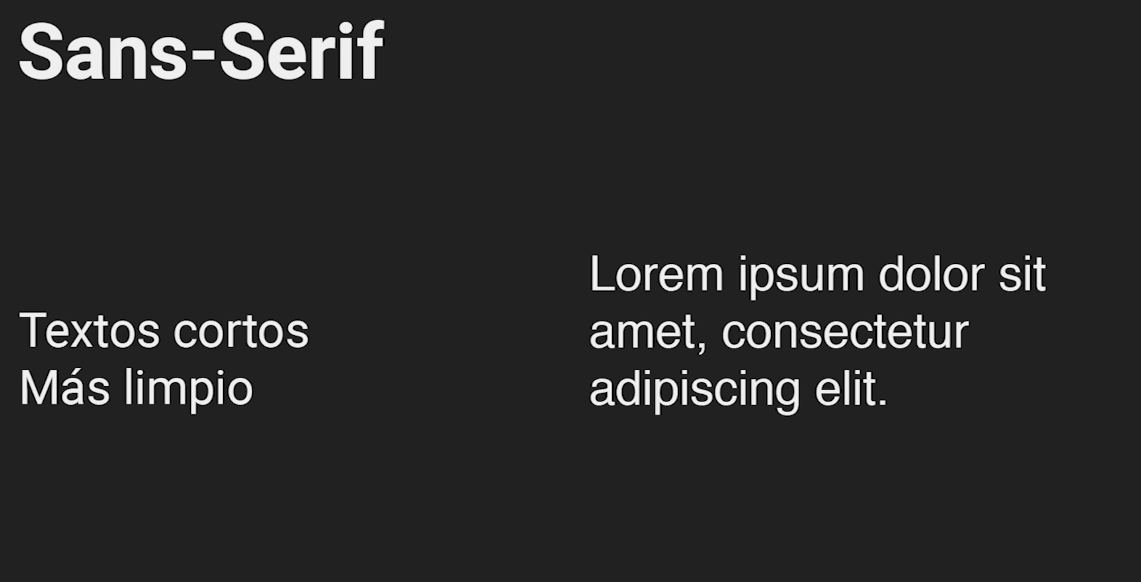 Sans-Serif
Textos cortos
Más limpio
Lorem ipsum dolor sit
amet, consectetur
adipiscing elit.